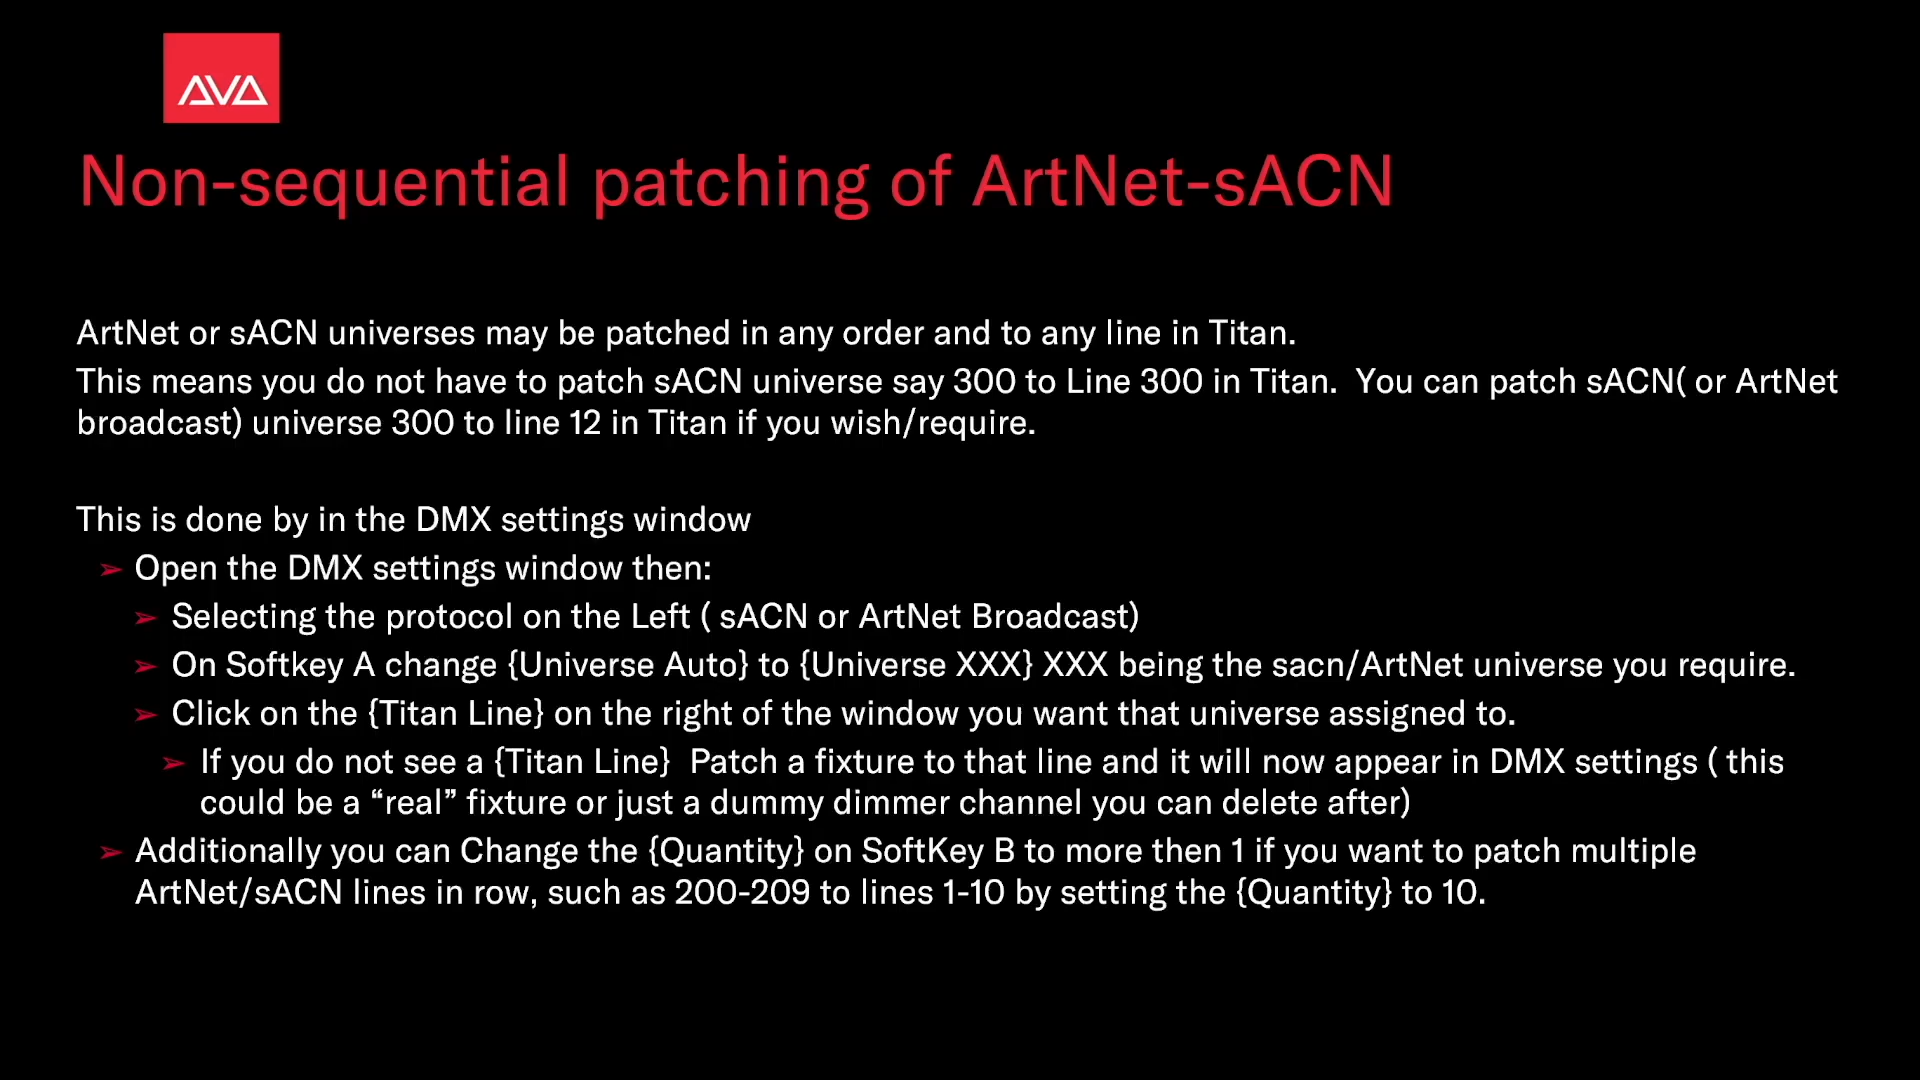 AVA
Non-sequential patching of ArtNet-sACN
ArtNet or sACN universes may be patched in any order and to any line in Titan.
This means you do not have to patch sACN universe say 300 to Line 300 in Titan.  You can patch sACN( or ArtNet
broadcast) universe 300 to line 12 in Titan if you wish/require.
This is done by in the DMX settings window
➢ Open the DMX settings window then:
➢ Selecting the protocol on the Left ( sACN or ArtNet Broadcast)
➢ On Softkey A change {Universe Auto} to {Universe XXX} XXX being the sacn/ArtNet universe you require.
➢ Click on the {Titan Line} on the right of the window you want that universe assigned to.
➢ If you do not see a {Titan Line}  Patch a fixture to that line and it will now appear in DMX settings ( this
could be a “real” fixture or just a dummy dimmer channel you can delete after)
➢ Additionally you can Change the {Quantity} on SoftKey B to more then 1 if you want to patch multiple
ArtNet/sACN lines in row, such as 200-209 to lines 1-10 by setting the {Quantity} to 10.